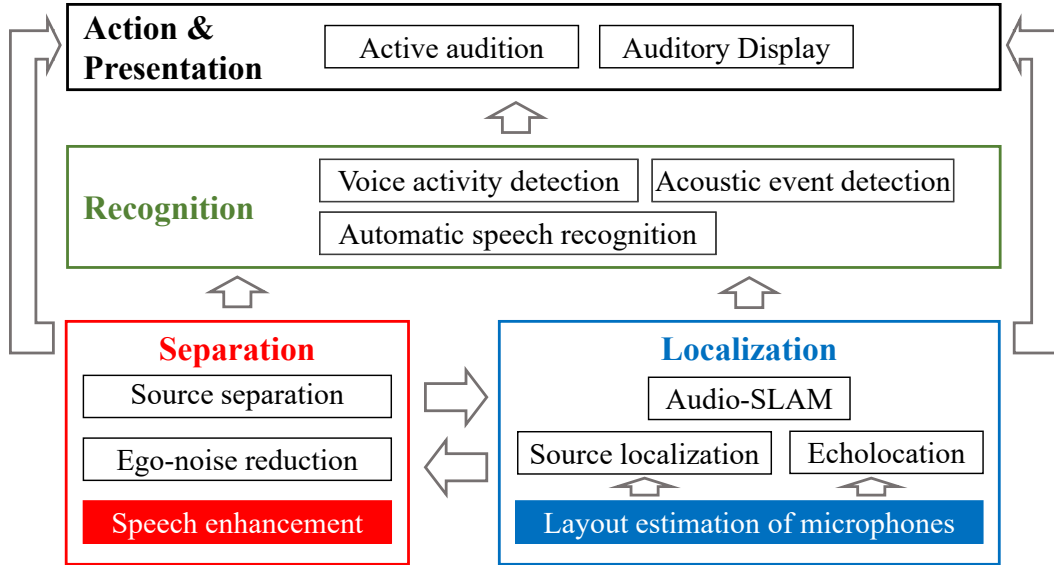 Action &
Presentation
Active audition
Auditory Display
Recognition
Voice activity detection
Acoustic event detection
Automatic speech recognition
Separation
Source separation
Ego-noise reduction
Speech enhancement
Localization
Audio-SLAM
Source localization
Echolocation
Layout estimation of microphones